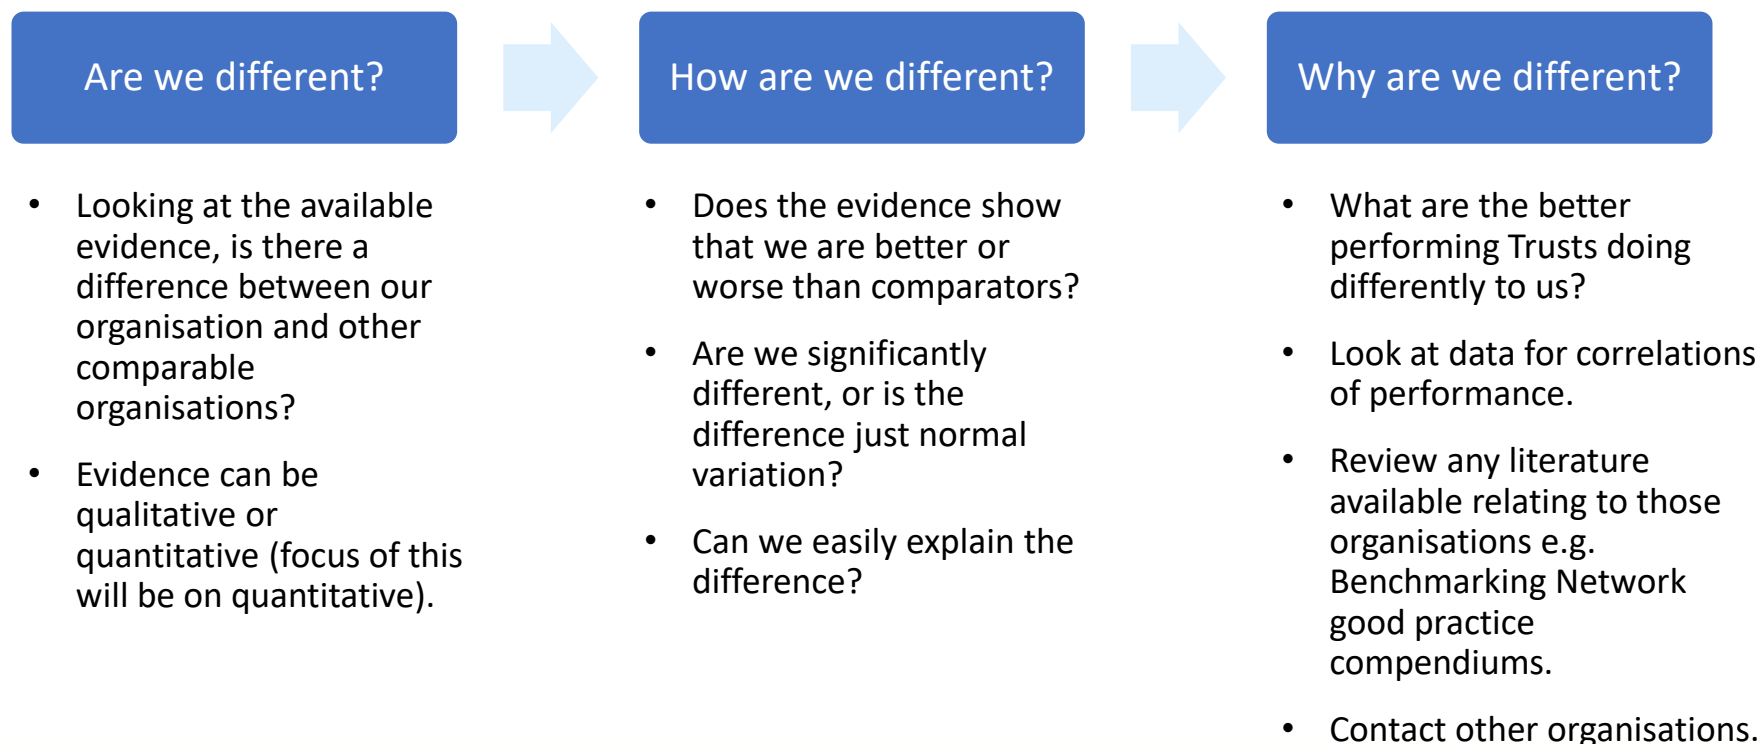 Are we different?
How are we different?
Why are we different?
• Looking at the available
evidence, is there a
difference between our
organisation and other
comparable
organisations?
• Evidence can be
qualitative or
quantitative (focus of this
will be on quantitative).
• Does the evidence show
that we are better or
worse than comparators?
• Are we significantly
different, or is the
difference just normal
variation?
• Can we easily explain the
difference?
• What are the better
performing Trusts doing
differently to us?
• Look at data for correlations
of performance.
• Review any literature
available relating to those
organisations e.g.
Benchmarking Network
good practice
compendiums.
• Contact other organisations.